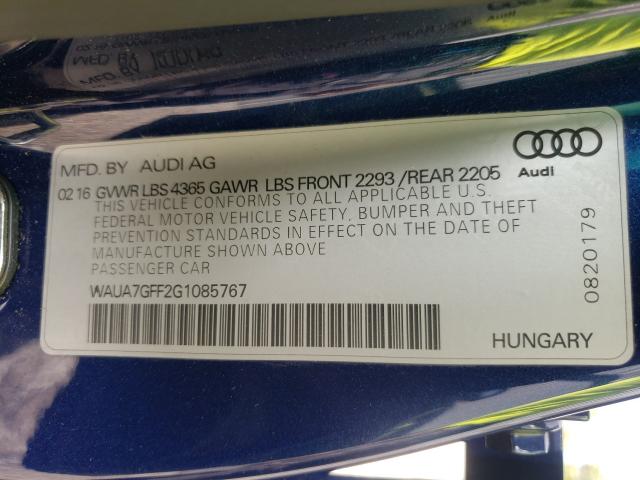 MFD. BY AUDI AG
Audi
02 16 GVWR LBS 4365 GAWR LBS FRONT 2293 /REAR 2205
THIS VEHICLE CONFORMS TO ALL APPLICABLE U.S.
FEDERAL MOTOR VEHICLE SAFETY, BUMPER AND THEFT
PREVENTION STANDARDS IN EFFECT ON THE DATE OF
MANUFACTURE SHOWN ABOVE
PASSENGER CAR
WAUA7GFF2G1085767
HUNGARY
0820179